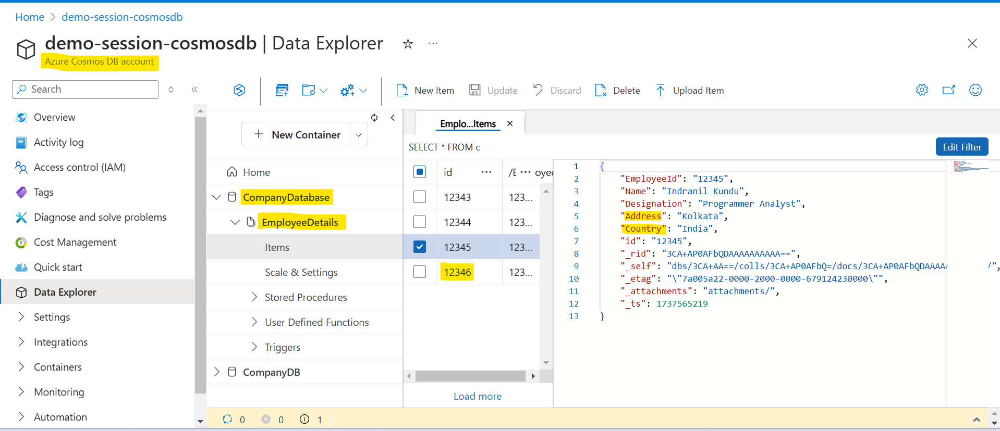 Home > demo-session-cosmosdb
demo-session-cosmosdb | Data Explorer
Azure Cosmos DB account
Search
New Item
Update
Discard
Delete
Upload Item
Overview
Activity log
Access control (IAM)
Tags
Diagnose and solve problems
Cost Management
Quick start
Data Explorer
Settings
Integrations
Containers
Monitoring
Automation
+ New Container
Home
CompanyDatabase
EmployeeDetails
Items
Scale & Settings
Stored Procedures
User Defined Functions
Triggers
CompanyDB
Emplo...Items
SELECT * FROM c
Edit Filter
id ··· /E ··· oyee
12343 123...
12344 123...
12345 123...
12346 123...
Load more
1 {
2 "EmployeeId": "12345",
3 "Name": "Indranil Kundu",
4 "Designation": "Programmer Analyst",
5 "Address": "Kolkata",
6 "Country": "India",
7 "id": "12345",
8 "_rid": "3CA+AP0AFbQDAAAAAAAAAA==",
9 "_self": "dbs/3CA+AA==/colls/3CA+AP0AFbQ=/docs/3CA+AP0AFbQDAAAAA /",
10 "_etag": "\"7a005a22-0000-2000-0000-679124230000\"",
11 "_attachments": "attachments/",
12 "_ts": 1737565219
13 }
0 0 1